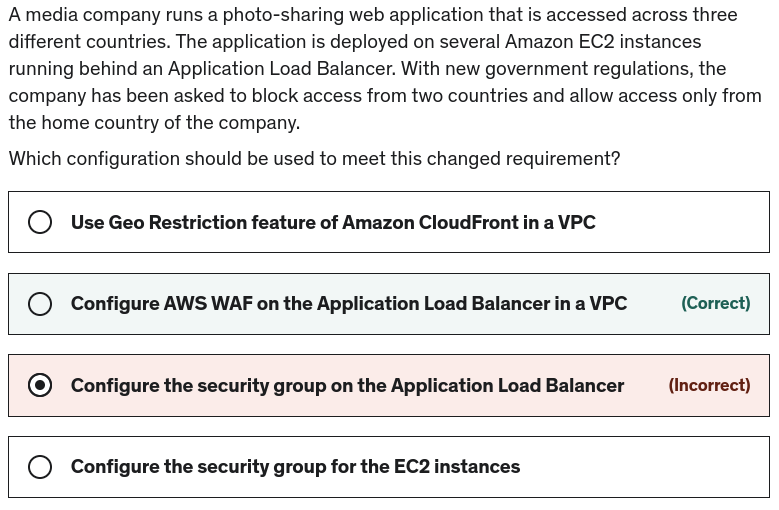 A media company runs a photo-sharing web application that is accessed across three
different countries. The application is deployed on several Amazon EC2 instances
running behind an Application Load Balancer. With new government regulations, the
company has been asked to block access from two countries and allow access only from
the home country of the company.
Which configuration should be used to meet this changed requirement?
Use Geo Restriction feature of Amazon CloudFront in a VPC
Configure AWS WAF on the Application Load Balancer in a VPC (Correct)
Configure the security group on the Application Load Balancer (Incorrect)
Configure the security group for the EC2 instances